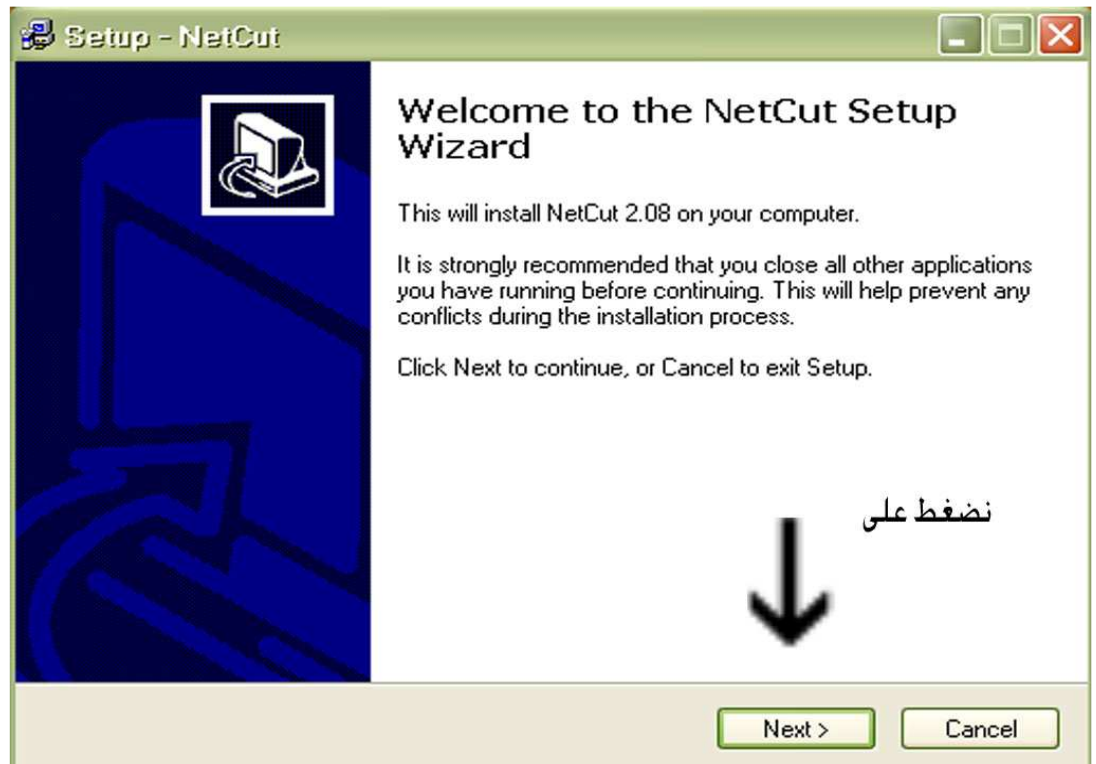 Setup - NetCut
Welcome to the NetCut Setup
Wizard
This will install NetCut 2.08 on your computer.
It is strongly recommended that you close all other applications
you have running before continuing. This will help prevent any
conflicts during the installation process.
Click Next to continue, or Cancel to exit Setup.
نضغط على
Next >
Cancel